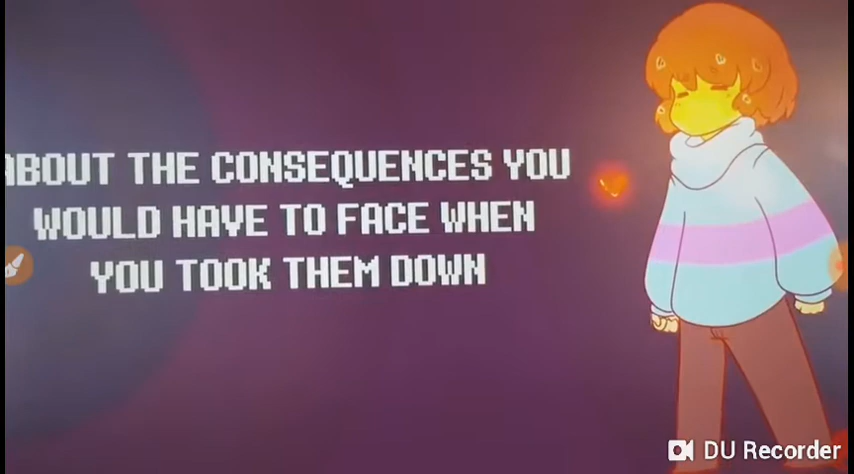 ABOUT THE CONSEQUENCES YOU
WOULD HAVE TO FACE WHEN
YOU TOOK THEM DOWN
DU Recorder